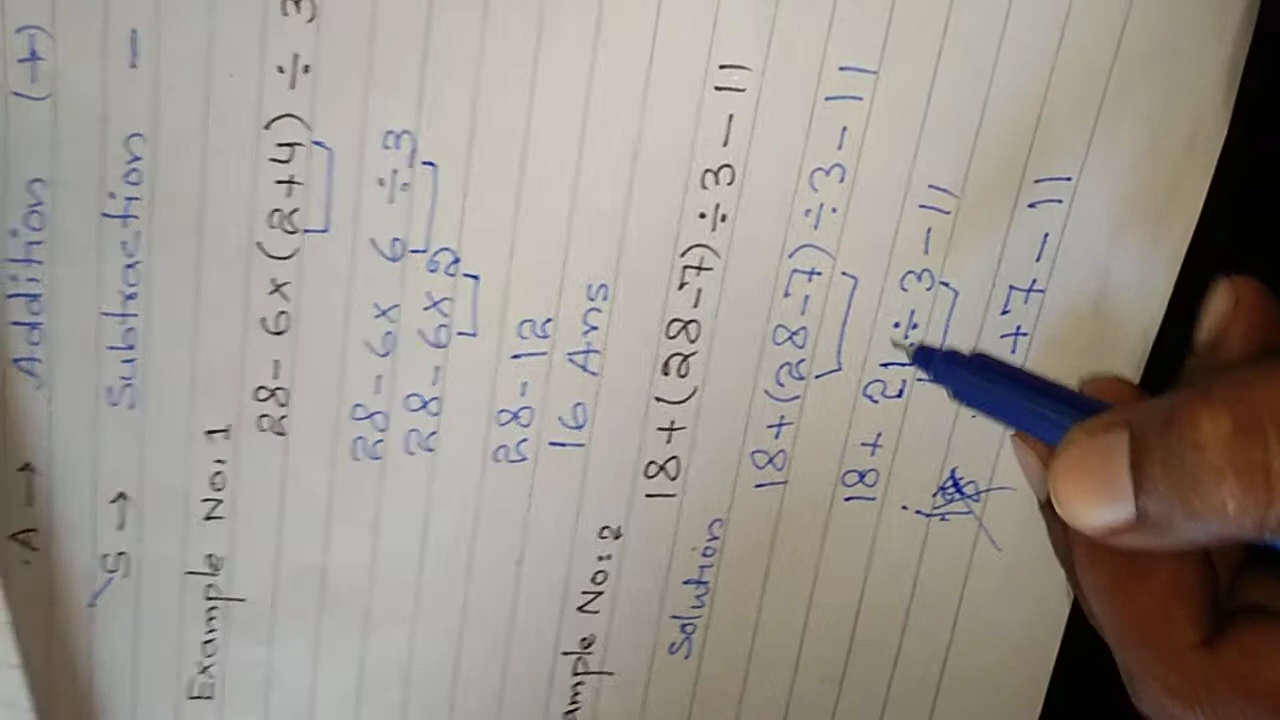 A → Addition (+)
S → Subtraction −
Example No: 1
28 − 6 × (2+4) ÷ 3
28 − 6 × 6 ÷ 3
28 − 6 × 2
28 − 12
16 Ans
ample No: 2
18 + (28 − 7) ÷ 3 − 11
Solution
18 + (28 − 7) ÷ 3 − 11
18 + 21 ÷ 3 − 11
+ 7 − 11